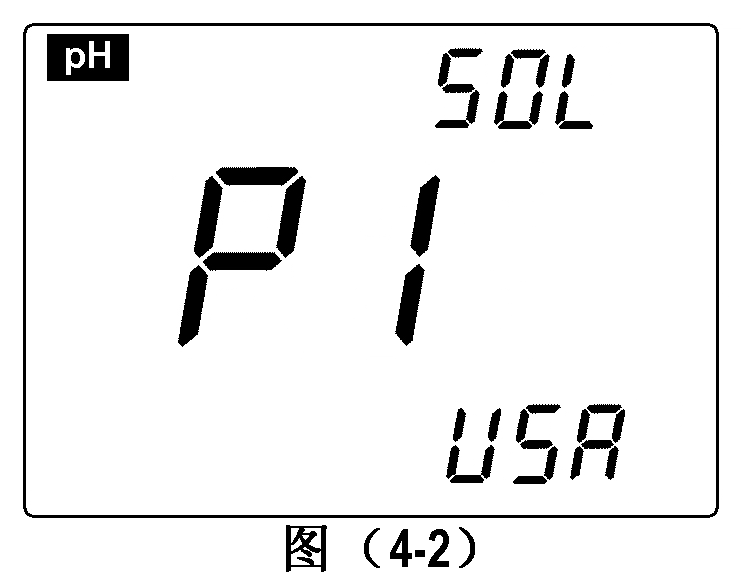 pH
SOL
P1
USA
图（4-2）